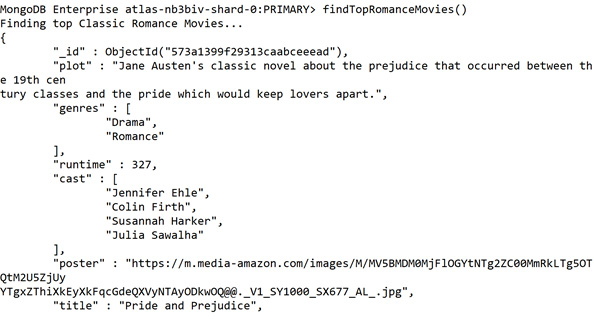 MongoDB Enterprise atlas-nb3biv-shard-0:PRIMARY> findTopRomanceMovies()
Finding top Classic Romance Movies...
{
        "_id" : ObjectId("573a1399f29313caabceeead"),
        "plot" : "Jane Austen's classic novel about the prejudice that occurred between th
e 19th cen
tury classes and the pride which would keep lovers apart.",
        "genres" : [
                "Drama",
                "Romance"
        ],
        "runtime" : 327,
        "cast" : [
                "Jennifer Ehle",
                "Colin Firth",
                "Susannah Harker",
                "Julia Sawalha"
        ],
        "poster" : "https://m.media-amazon.com/images/M/MV5BMDM0MjFlOGYtNTg2ZC00MmRkLTg5OT
QtM2U5ZjUy
YTgxZThiXkEyXkFqcGdeQXVyNTAyODkwOQ@@._V1_SY1000_SX677_AL_.jpg",
        "title" : "Pride and Prejudice",